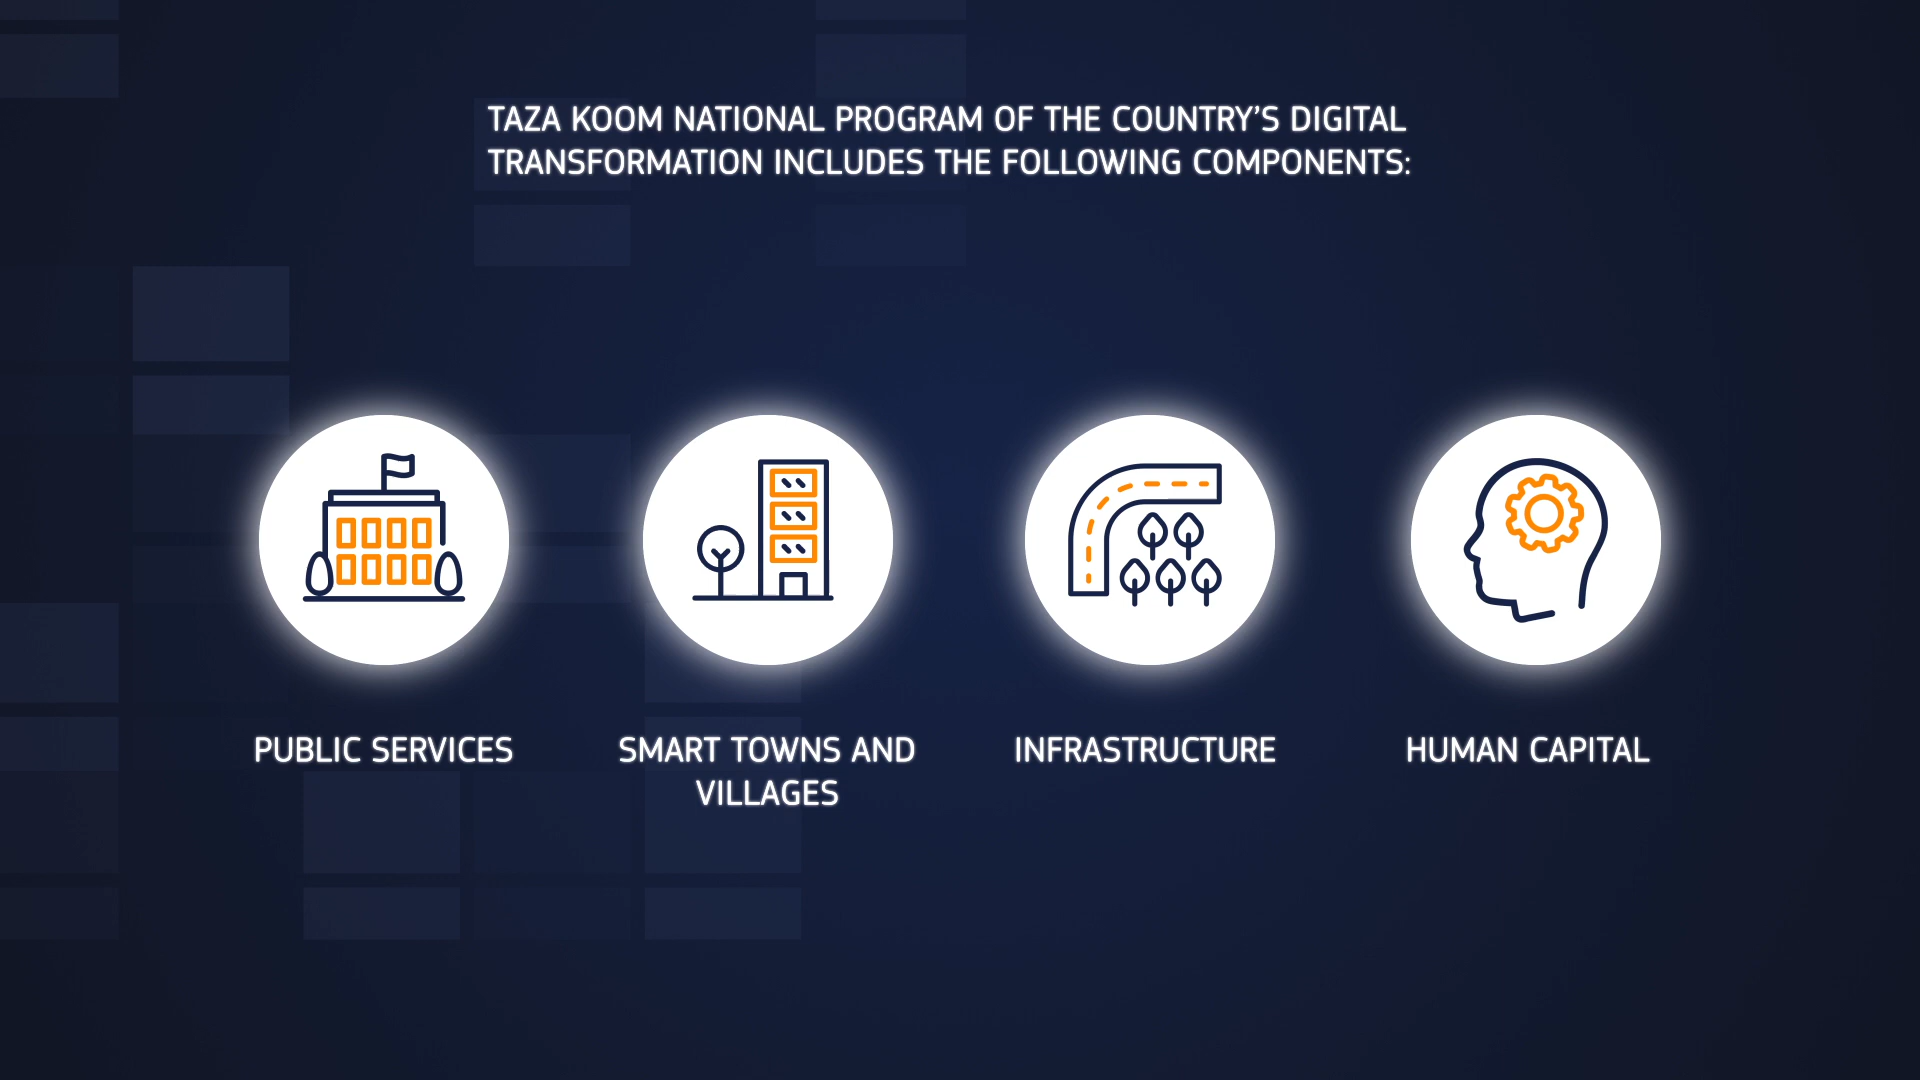 TAZA KOOM NATIONAL PROGRAM OF THE COUNTRY’S DIGITAL
TRANSFORMATION INCLUDES THE FOLLOWING COMPONENTS:
PUBLIC SERVICES
SMART TOWNS AND
VILLAGES
INFRASTRUCTURE
HUMAN CAPITAL